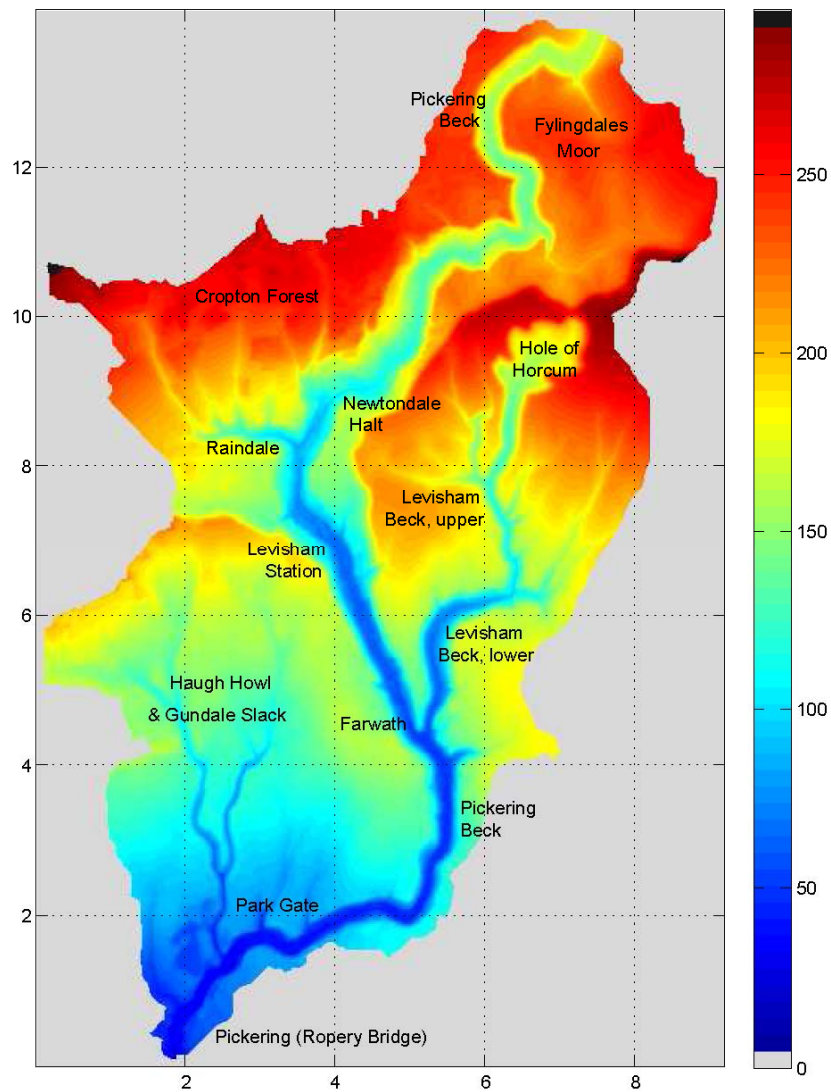 Pickering
Beck
Fylingdales
Moor
12
250
Cropton Forest
10
Hole of
Horcum
200
Newtondale
Halt
Raindale
8
Levisham
Beck, upper
150
Levisham
Station
6
Levisham
Beck, lower
Haugh Howl
& Gundale Slack
100
Farwath
4
Pickering
Beck
50
Park Gate
2
Pickering (Ropery Bridge)
0
2
4
6
8